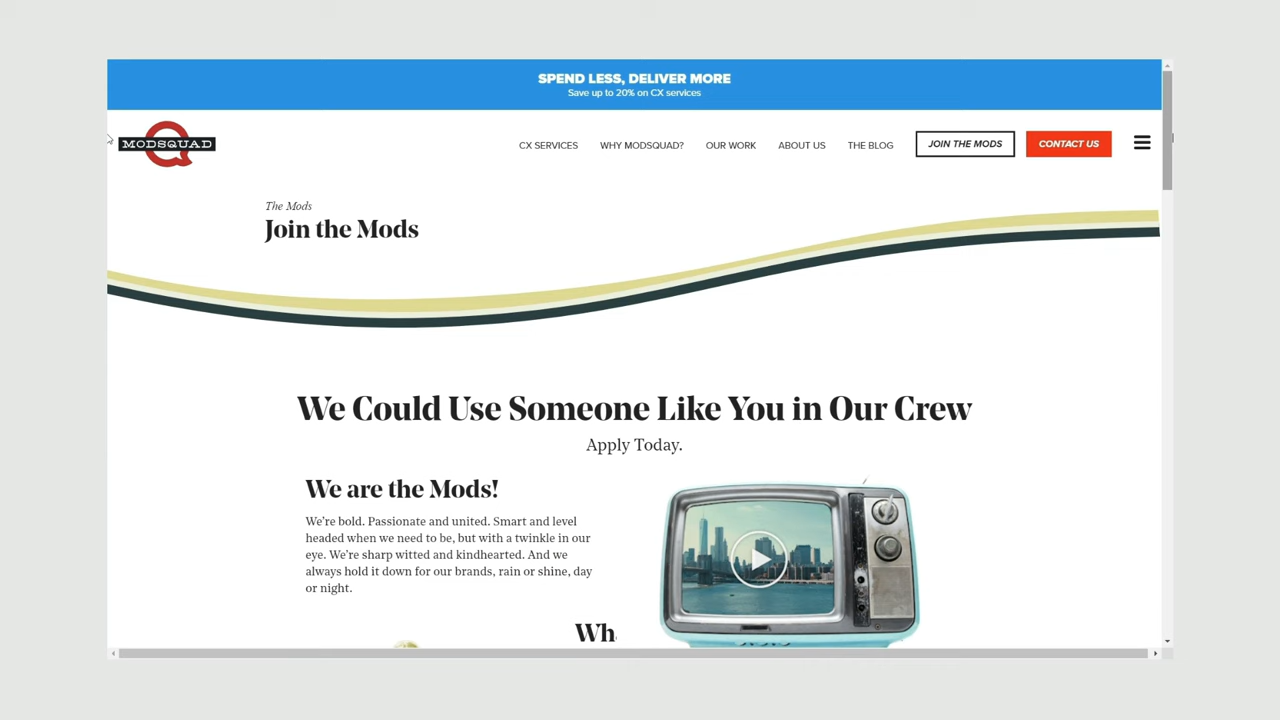 SPEND LESS, DELIVER MORE
Save up to 20% on CX services
MODSQUAD
CX SERVICES WHY MODSQUAD? OUR WORK ABOUT US THE BLOG JOIN THE MODS CONTACT US
The Mods
Join the Mods
We Could Use Someone Like You in Our Crew
Apply Today.
We are the Mods!
We're bold. Passionate and united. Smart and level
headed when we need to be, but with a twinkle in our
eye. We're sharp witted and kindhearted. And we
always hold it down for our brands, rain or shine, day
or night.